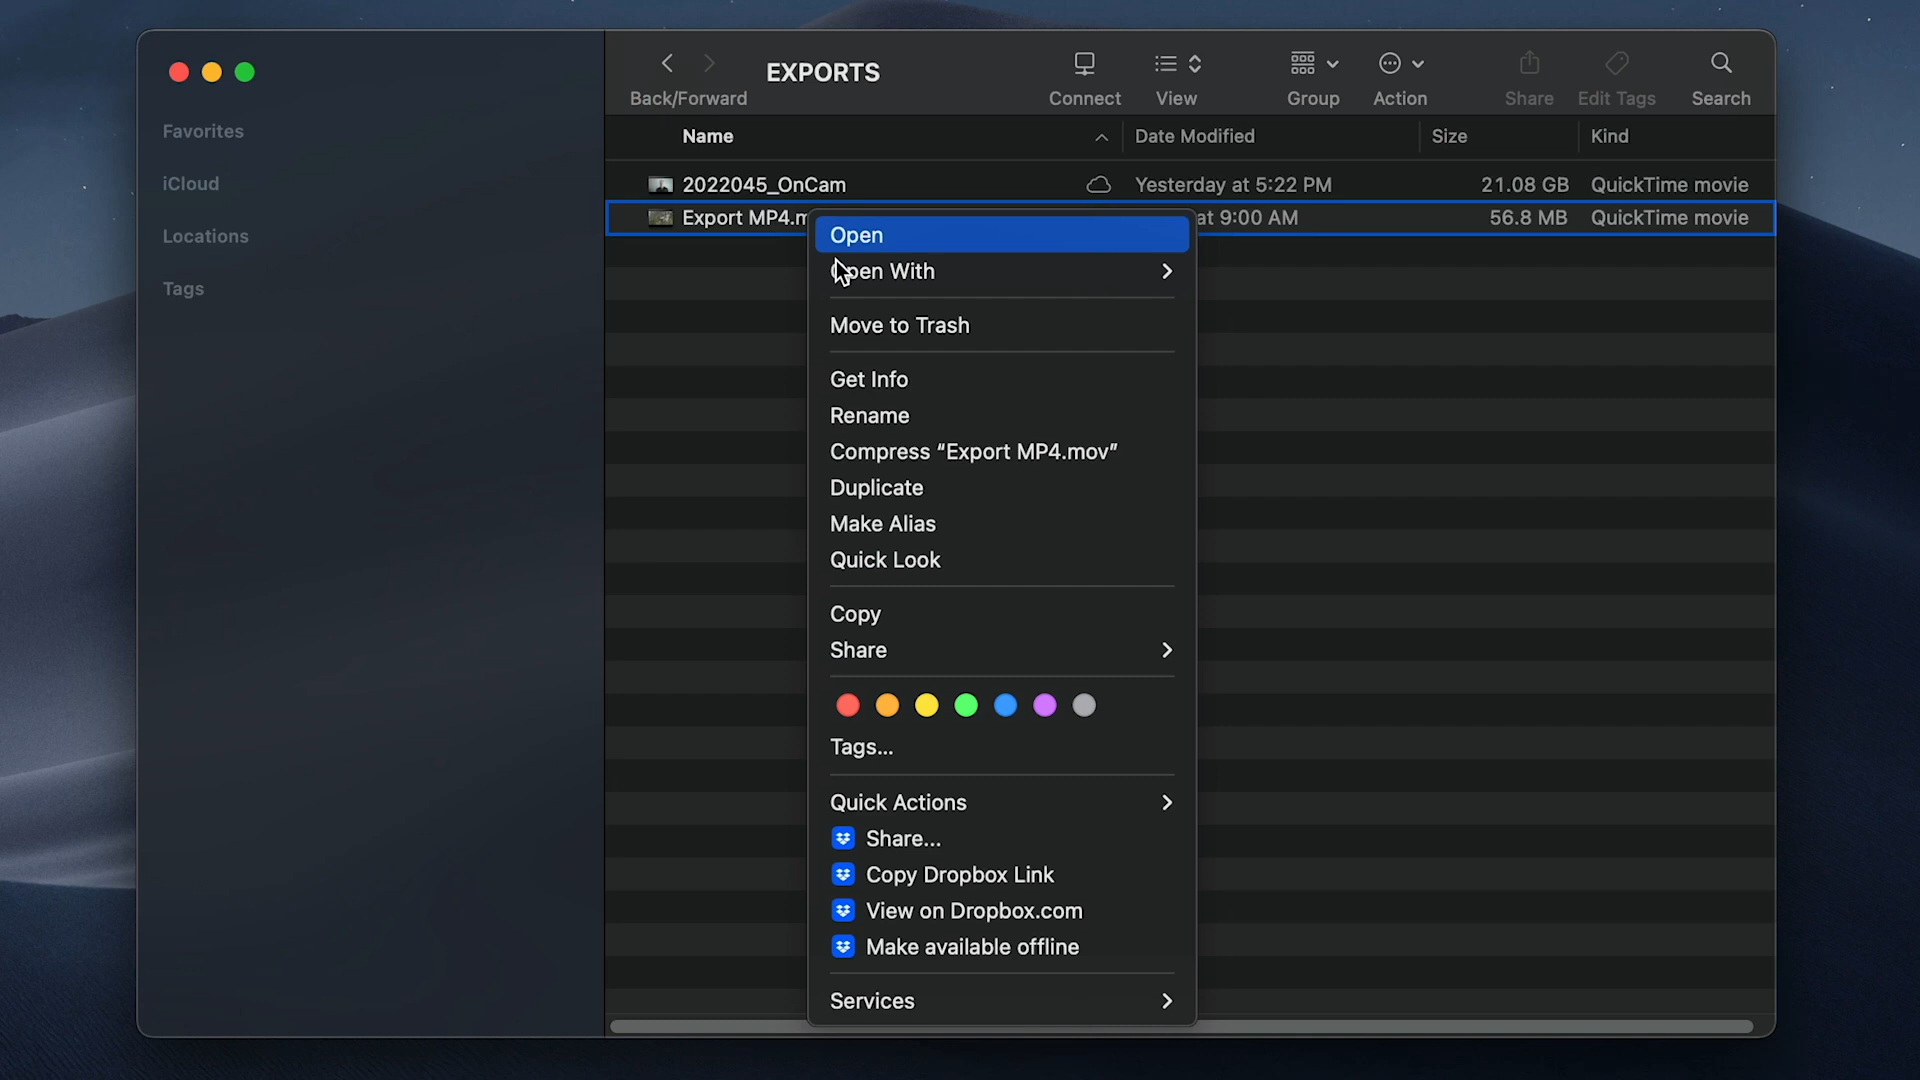 EXPORTS
Back/Forward
Connect
View
Group
Action
Share
Edit Tags
Search
Favorites
iCloud
Locations
Tags
Name
Date Modified
Size
Kind
2022045_OnCam
Yesterday at 5:22 PM
21.08 GB
QuickTime movie
Export MP4.m
at 9:00 AM
56.8 MB
QuickTime movie
Open
Open With
Move to Trash
Get Info
Rename
Compress “Export MP4.mov”
Duplicate
Make Alias
Quick Look
Copy
Share
Tags...
Quick Actions
Share...
Copy Dropbox Link
View on Dropbox.com
Make available offline
Services